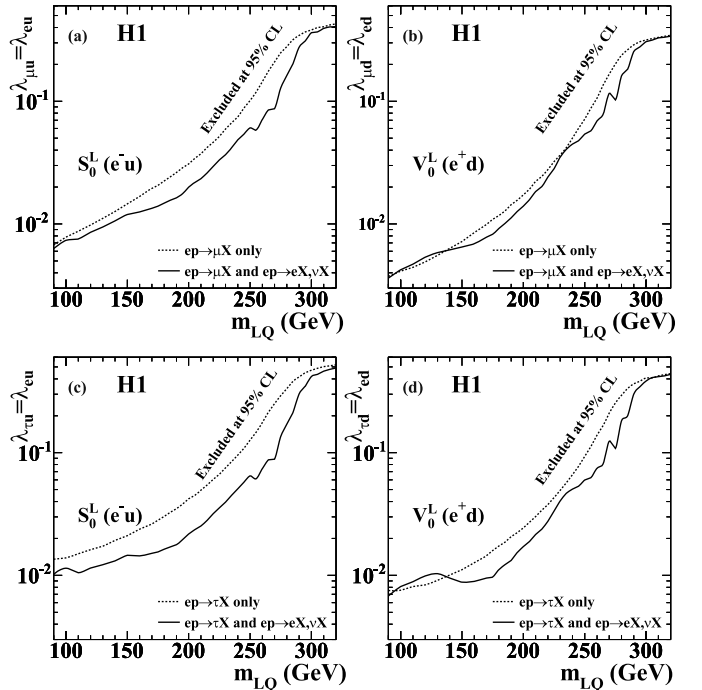 λμu=λeu
(a)
H1
Excluded at 95% CL
10⁻¹
S₀ᴸ (e⁻u)
10⁻²
ep→μX only
ep→μX and ep→eX,νX
100 150 200 250 300
m_LQ (GeV)
λμd=λed
(b)
H1
Excluded at 95% CL
10⁻¹
V₀ᴸ (e⁺d)
10⁻²
ep→μX only
ep→μX and ep→eX,νX
100 150 200 250 300
m_LQ (GeV)
λτu=λeu
(c)
H1
Excluded at 95% CL
10⁻¹
S₀ᴸ (e⁻u)
10⁻²
ep→τX only
ep→τX and ep→eX,νX
100 150 200 250 300
m_LQ (GeV)
λτd=λed
(d)
H1
Excluded at 95% CL
10⁻¹
V₀ᴸ (e⁺d)
10⁻²
ep→τX only
ep→τX and ep→eX,νX
100 150 200 250 300
m_LQ (GeV)